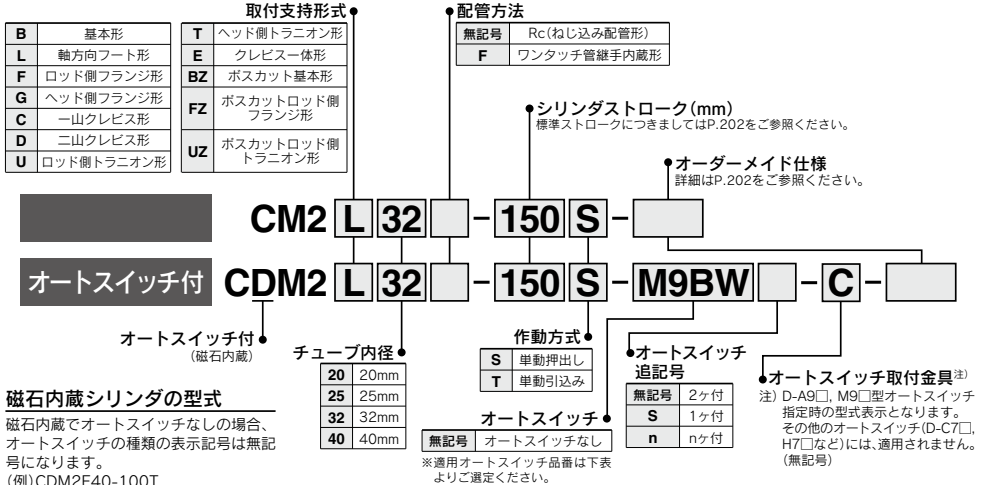 取付支持形式
B 基本形
L 軸方向フート形
F ロッド側フランジ形
G ヘッド側フランジ形
C 一山クレビス形
D 二山クレビス形
U ロッド側トラニオン形
T ヘッド側トラニオン形
E クレビス一体形
BZ ボスカット基本形
FZ ボスカットロッド側
フランジ形
UZ ボスカットロッド側
トラニオン形
配管方法
無記号 Rc(ねじ込み配管形)
F ワンタッチ管継手内蔵形
シリンダストローク(mm)
標準ストロークにつきましてはP.202をご参照ください。
オーダーメイド仕様
詳細はP.202をご参照ください。
CM2 L 32 - 150 S -
オートスイッチ付 CDM2 L 32 - 150 S - M9BW - C -
オートスイッチ付
(磁石内蔵)
チューブ内径
20 20mm
25 25mm
32 32mm
40 40mm
作動方式
S 単動押出し
T 単動引込み
オートスイッチ
無記号 オートスイッチなし
※適用オートスイッチ品番は下表
よりご選定ください。
オートスイッチ
追記号
無記号 2ヶ付
S 1ヶ付
n nヶ付
オートスイッチ取付金具注)
注) D-A9□, M9□型オートスイッチ
指定時の型式表示となります。
その他のオートスイッチ(D-C7□,
H7□など)には、適用されません。
(無記号)
磁石内蔵シリンダの型式
磁石内蔵でオートスイッチなしの場合、
オートスイッチの種類の表示記号は無記
号になります。
(例)CDM2F40-100T